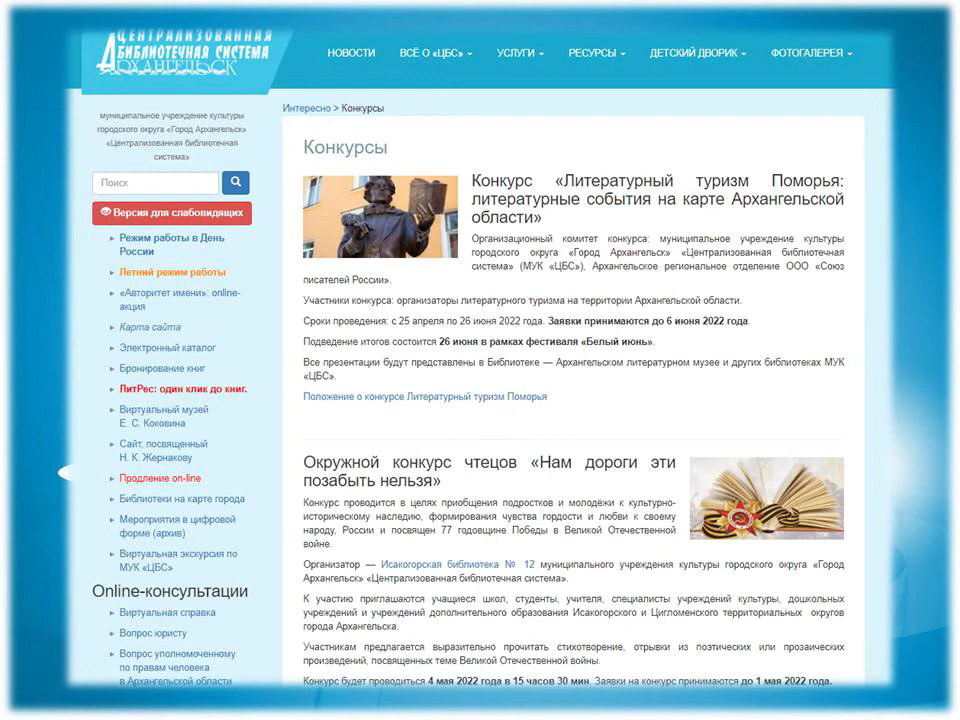 ЦЕНТРАЛИЗОВАННАЯ
БИБЛИОТЕЧНАЯ СИСТЕМА
АРХАНГЕЛЬСК
НОВОСТИ ВСЁ О «ЦБС» УСЛУГИ РЕСУРСЫ ДЕТСКИЙ ДВОРИК ФОТОГАЛЕРЕЯ
муниципальное учреждение культуры
городского округа «Город Архангельск»
«Централизованная библиотечная
система»
Поиск
Версия для слабовидящих
Режим работы в День
России
Летний режим работы
«Авторитет имени»: online-
акция
Карта сайта
Электронный каталог
Бронирование книг
ЛитРес: один клик до книг.
Виртуальный музей
Е. С. Коковина
Сайт, посвященный
Н. К. Жернакову
Продление on-line
Библиотеки на карте города
Мероприятия в цифровой
форме (архив)
Виртуальная экскурсия по
МУК «ЦБС»
Online-консультации
Виртуальная справка
Вопрос юристу
Вопрос уполномоченному
по правам человека
в Архангельской области
Интересно > Конкурсы
Конкурсы
Конкурс «Литературный туризм Поморья:
литературные события на карте Архангельской
области»
Организационный комитет конкурса: муниципальное учреждение культуры
городского округа «Город Архангельск» «Централизованная библиотечная
система» (МУК «ЦБС»), Архангельское региональное отделение ООО «Союз
писателей России».
Участники конкурса: организаторы литературного туризма на территории Архангельской области.
Сроки проведения: с 25 апреля по 26 июня 2022 года. Заявки принимаются до 6 июня 2022 года.
Подведение итогов состоится 26 июня в рамках фестиваля «Белый июнь».
Все презентации будут представлены в Библиотеке — Архангельском литературном музее и других библиотеках МУК
«ЦБС».
Положение о конкурсе Литературный туризм Поморья
Окружной конкурс чтецов «Нам дороги эти
позабыть нельзя»
Конкурс проводится в целях приобщения подростков и молодёжи к культурно-
историческому наследию, формирования чувства гордости и любви к своему
народу, России и посвящен 77 годовщине Победы в Великой Отечественной
войне.
Организатор — Исакогорская библиотека № 12 муниципального учреждения культуры городского округа «Город
Архангельск» «Централизованная библиотечная система».
К участию приглашаются учащиеся школ, студенты, учителя, специалисты учреждений культуры, дошкольных
учреждений и учреждений дополнительного образования Исакогорского и Цигломенского территориальных округов
города Архангельска.
Участникам предлагается выразительно прочитать стихотворение, отрывки из поэтических или прозаических
произведений, посвященных теме Великой Отечественной войны.
Конкурс будет проводиться 4 мая 2022 года в 15 часов 30 мин. Заявки на конкурс принимаются до 1 мая 2022 года.